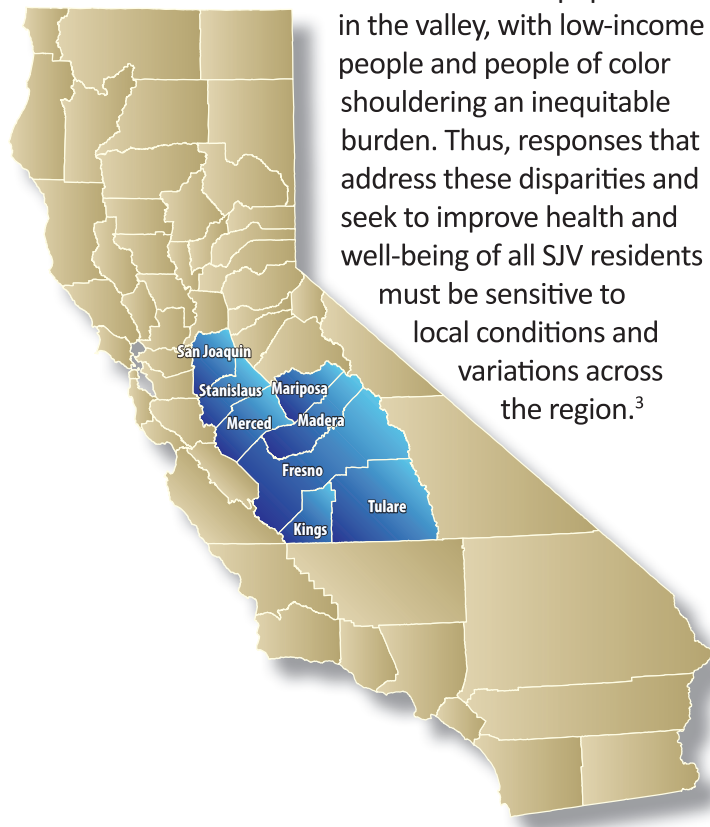 in the valley, with low-income
people and people of color
shouldering an inequitable
burden. Thus, responses that
address these disparities and
seek to improve health and
well-being of all SJV residents
must be sensitive to
local conditions and
variations across
the region.³
San Joaquin
Stanislaus
Mariposa
Merced
Madera
Fresno
Tulare
Kings